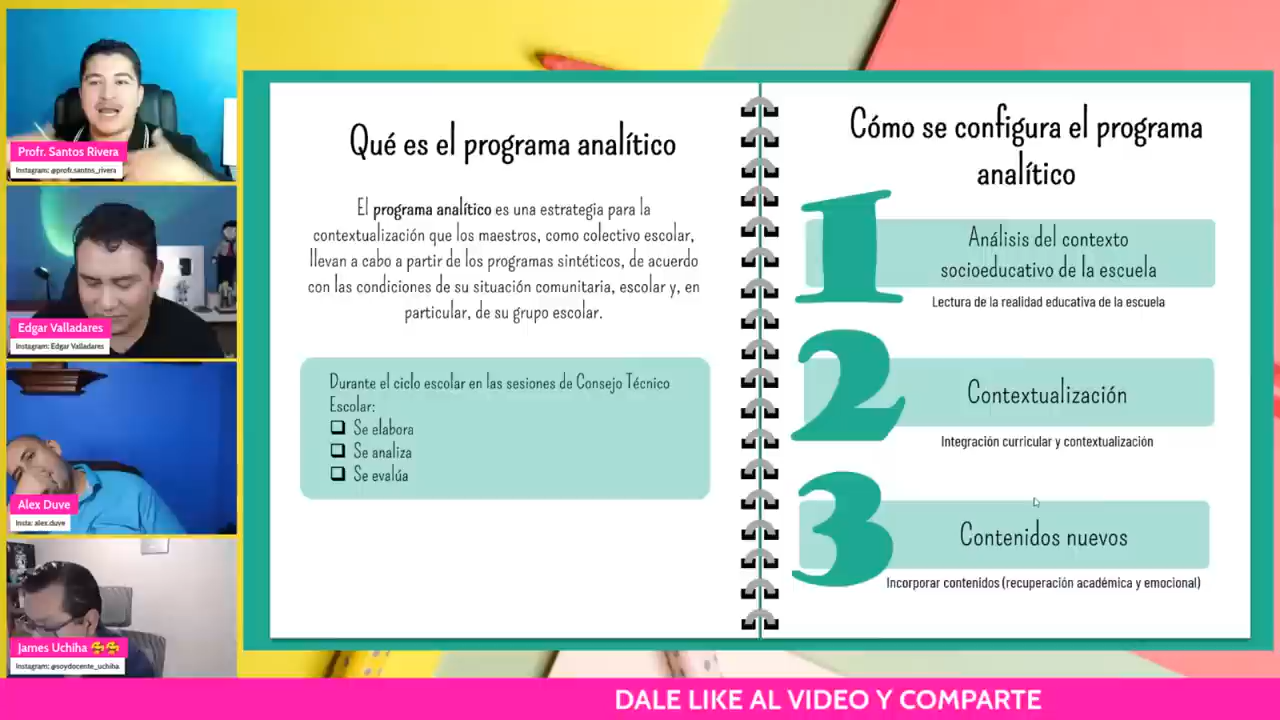 Profr. Santos Rivera
Instagram: @profr.santos_rivera
Edgar Valladares
Instagram: Edgar Valladares
Alex Duve
Insta: alex.duve
James Uchiha 🥰🥰
Instagram: @soydocente_uchiha
Qué es el programa analítico
El programa analítico es una estrategia para la
contextualización que los maestros, como colectivo escolar,
llevan a cabo a partir de los programas sintéticos, de acuerdo
con las condiciones de su situación comunitaria, escolar y, en
particular, de su grupo escolar.
Durante el ciclo escolar en las sesiones de Consejo Técnico
Escolar:
❑ Se elabora
❑ Se analiza
❑ Se evalúa
Cómo se configura el programa
analítico
1
Análisis del contexto
socioeducativo de la escuela
Lectura de la realidad educativa de la escuela
2
Contextualización
Integración curricular y contextualización
3
Contenidos nuevos
Incorporar contenidos (recuperación académica y emocional)
DALE LIKE AL VIDEO Y COMPARTE